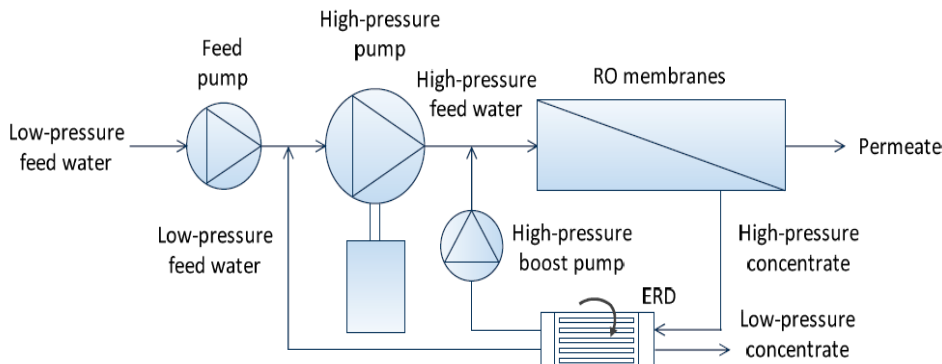 High-pressure
pump
Feed
pump
High-pressure
feed water
RO membranes
Low-pressure
feed water
Permeate
Low-pressure
feed water
High-pressure
boost pump
High-pressure
concentrate
ERD
Low-pressure
concentrate